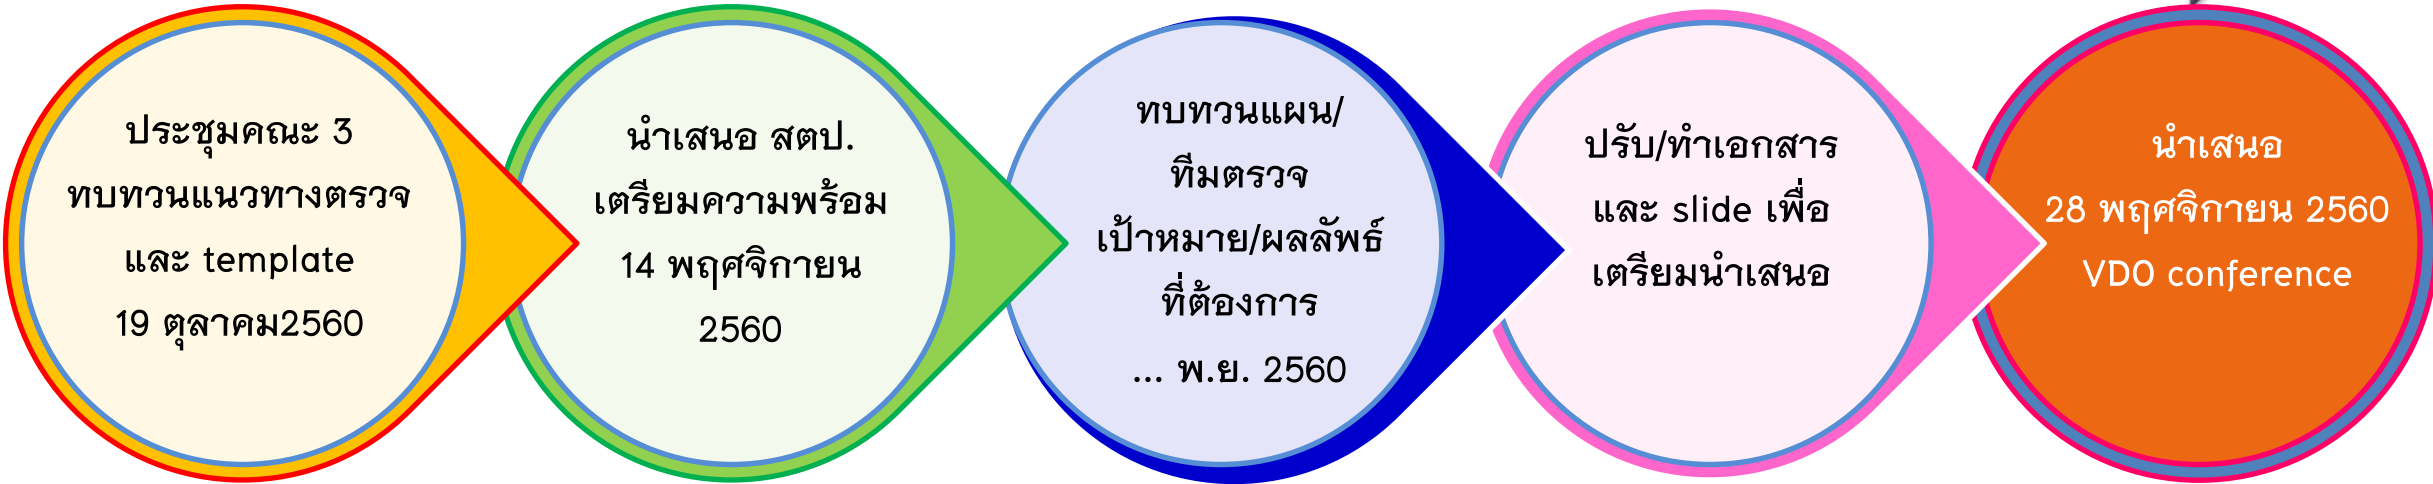 ประชุมคณะ 3
ทบทวนแนวทางตรวจ
และ template
19 ตุลาคม2560
นำเสนอ สตป.
เตรียมความพร้อม
14 พฤศจิกายน
2560
ทบทวนแผน/
ทีมตรวจ
เป้าหมาย/ผลลัพธ์
ที่ต้องการ
... พ.ย. 2560
ปรับ/ทำเอกสาร
และ slide เพื่อ
เตรียมนำเสนอ
นำเสนอ
28 พฤศจิกายน 2560
VDO conference